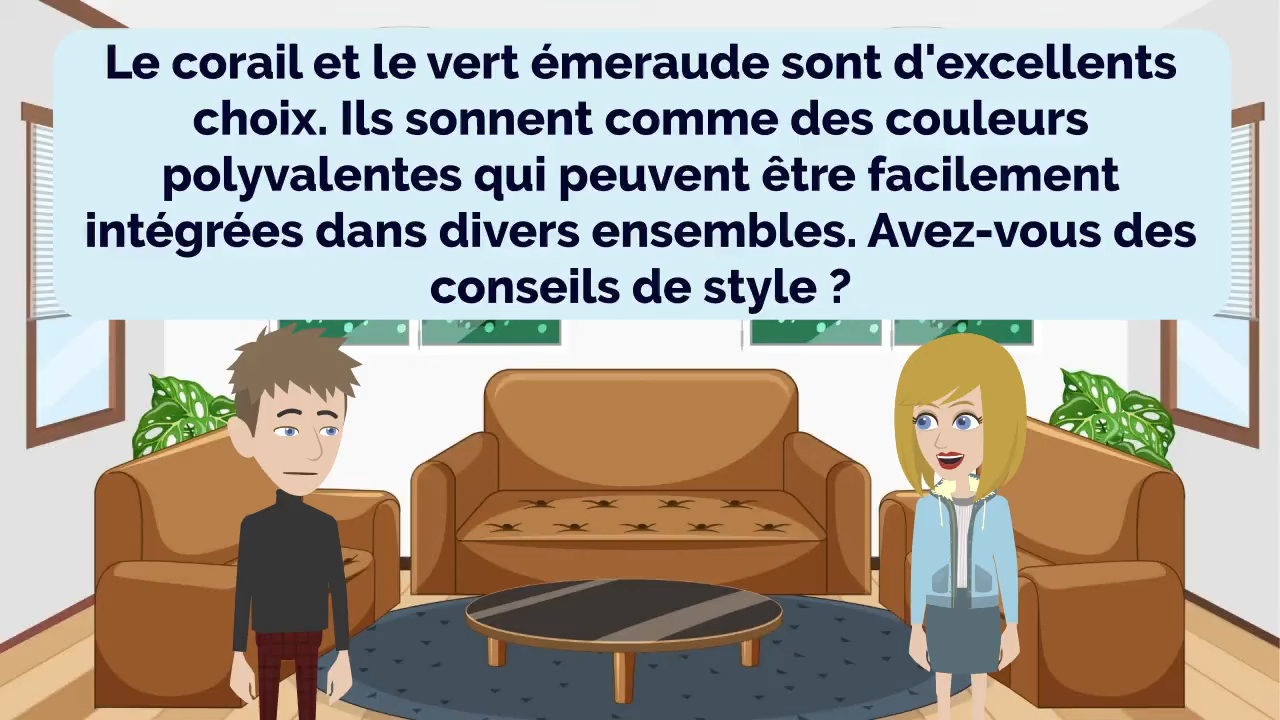 Le corail et le vert émeraude sont d'excellents
choix. Ils sonnent comme des couleurs
polyvalentes qui peuvent être facilement
intégrées dans divers ensembles. Avez-vous des
conseils de style ?